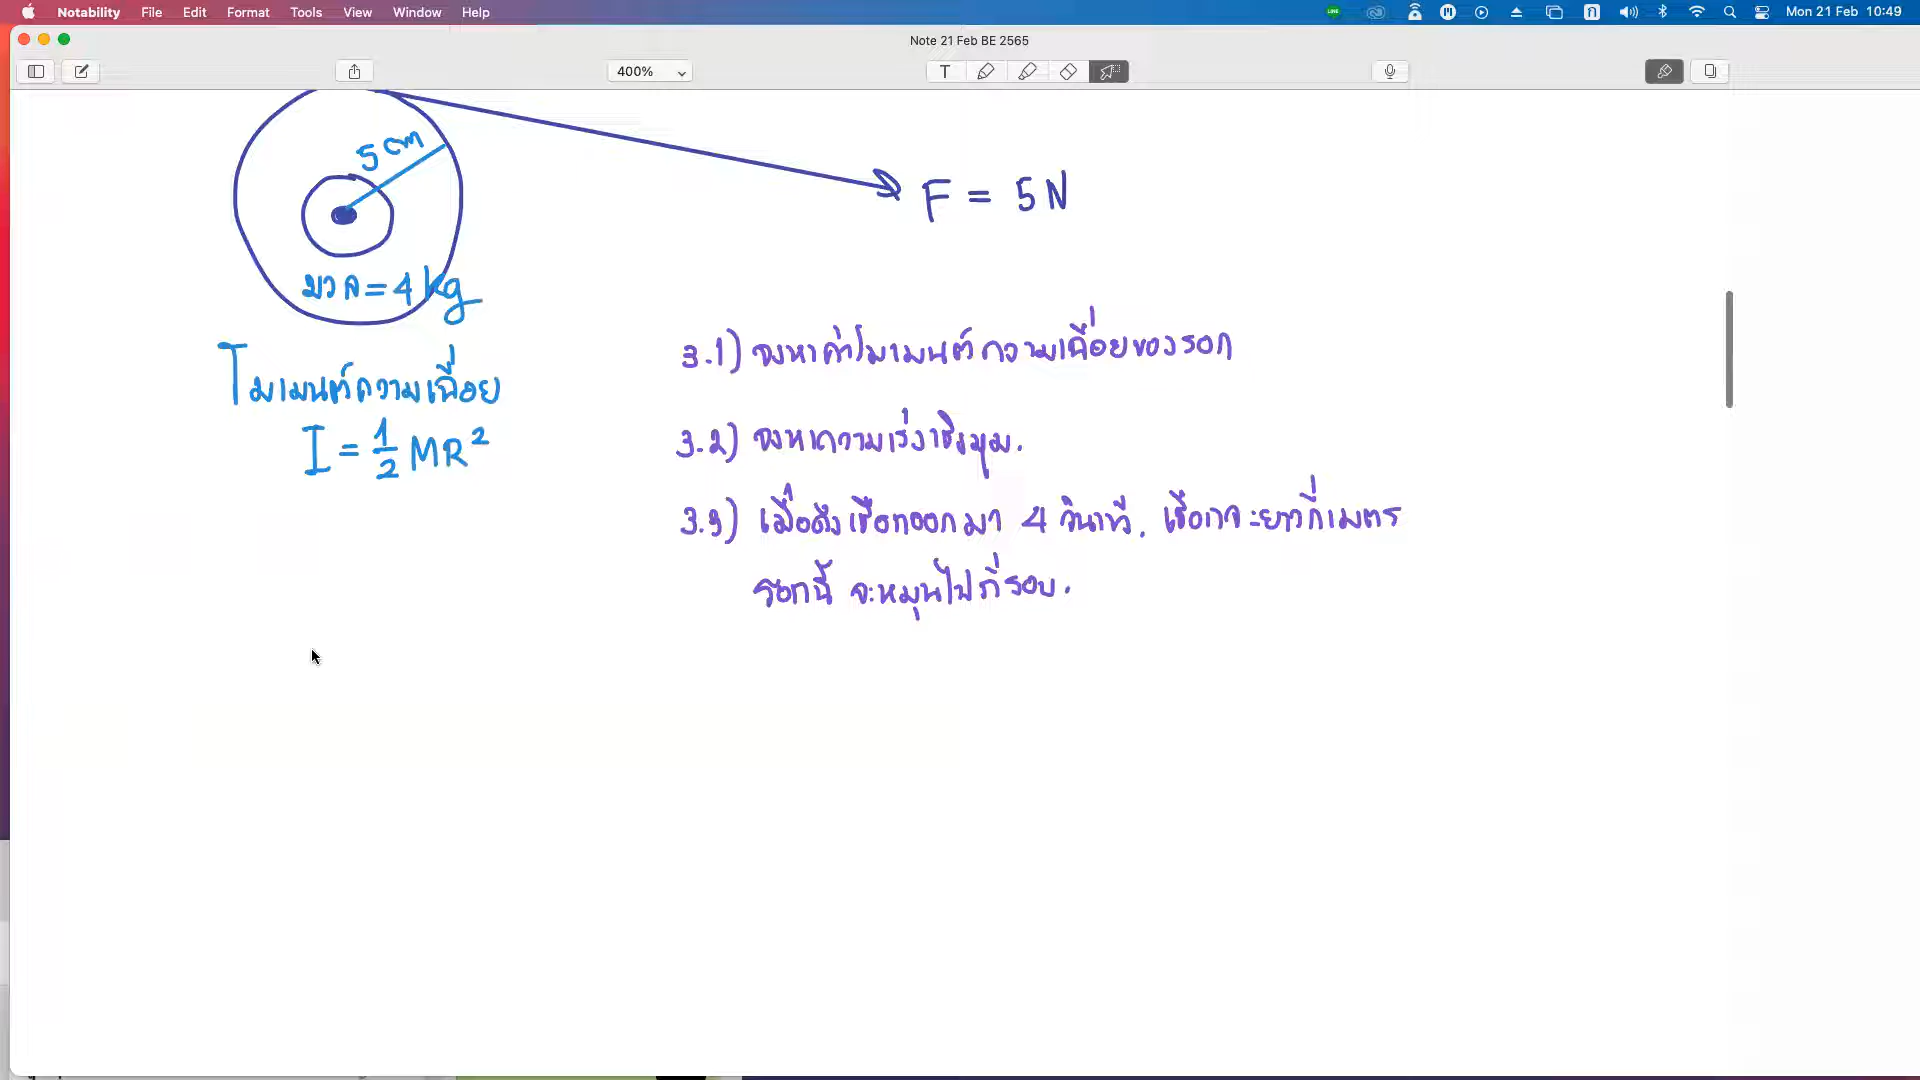 Notability File Edit Format Tools View Window Help
Mon 21 Feb 10:49
Note 21 Feb BE 2565
400%
T
5 cm
F = 5 N
มวล = 4 kg
โมเมนต์ความเฉื่อย
I = 1/2 MR²
3.1) จงหาค่าโมเมนต์ความเฉื่อยของรอก
3.2) จงหาความเร่งเชิงมุม.
3.3) เมื่อดึงเชือกออกมา 4 วินาที, เชือกจะยาวกี่เมตร
รอกนี้ จะหมุนไปกี่รอบ.